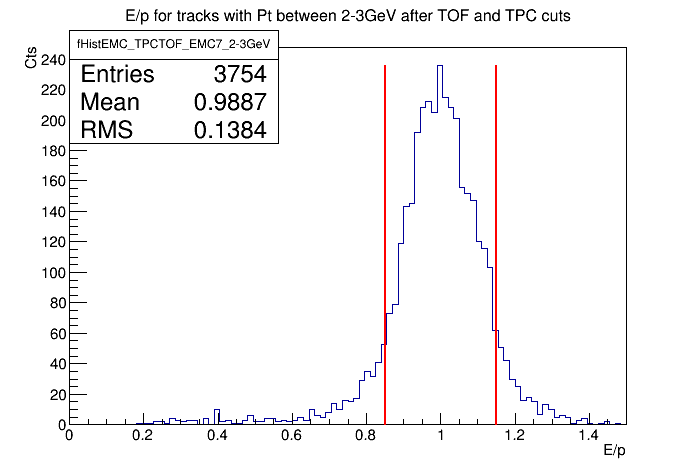 E/p for tracks with Pt between 2-3GeV after TOF and TPC cuts
fHistEMC_TPCTOF_EMC7_2-3GeV
Entries 3754
Mean 0.9887
RMS 0.1384
Cts
240
220
200
180
160
140
120
100
80
60
40
20
0
0 0.2 0.4 0.6 0.8 1 1.2 1.4
E/p